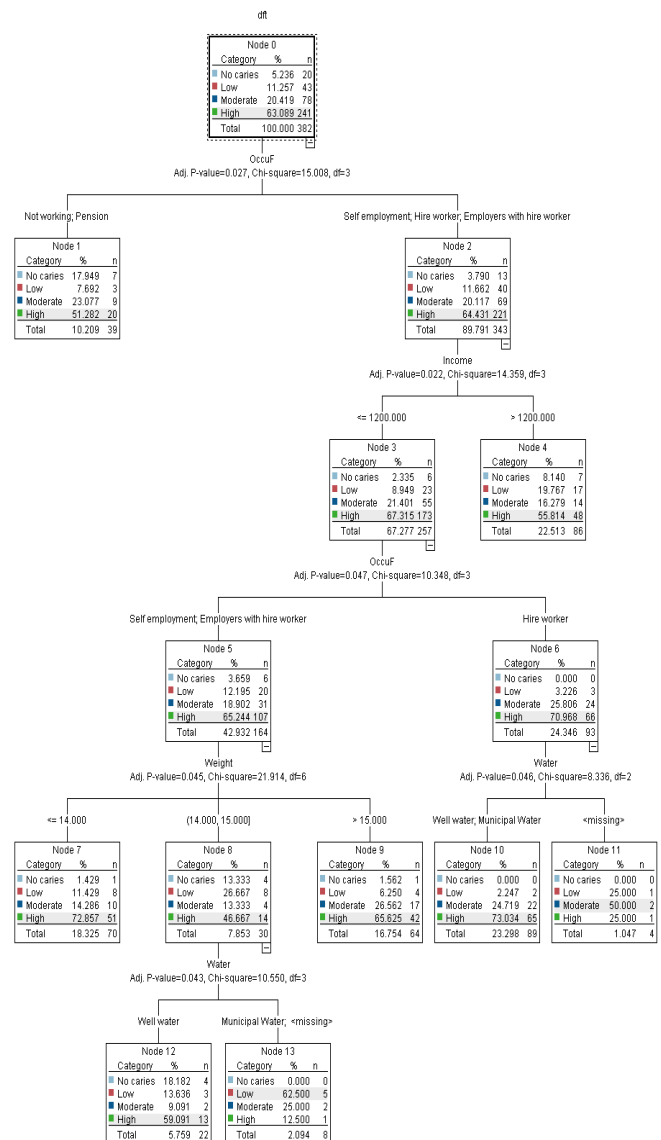 dft
Node 0
Category % n
No caries 5.236 20
Low 11.257 43
Moderate 20.419 78
High 63.089 241
Total 100.000 382
OccuF
Adj. P-value=0.027, Chi-square=15.008, df=3
Not working; Pension
Self employment; Hire worker; Employers with hire worker
Node 1
Category % n
No caries 17.949 7
Low 7.692 3
Moderate 23.077 9
High 51.282 20
Total 10.209 39
Node 2
Category % n
No caries 3.790 13
Low 11.662 40
Moderate 20.117 69
High 64.431 221
Total 89.791 343
Income
Adj. P-value=0.022, Chi-square=14.359, df=3
<= 1200.000
> 1200.000
Node 3
Category % n
No caries 2.335 6
Low 8.949 23
Moderate 21.401 55
High 67.315 173
Total 67.277 257
Node 4
Category % n
No caries 8.140 7
Low 19.767 17
Moderate 16.279 14
High 55.814 48
Total 22.513 86
OccuF
Adj. P-value=0.047, Chi-square=10.348, df=3
Self employment; Employers with hire worker
Hire worker
Node 5
Category % n
No caries 3.659 6
Low 12.195 20
Moderate 18.902 31
High 65.244 107
Total 42.932 164
Node 6
Category % n
No caries 0.000 0
Low 3.226 3
Moderate 25.806 24
High 70.968 66
Total 24.346 93
Weight
Adj. P-value=0.045, Chi-square=21.914, df=6
Water
Adj. P-value=0.046, Chi-square=8.336, df=2
<= 14.000
(14.000, 15.000]
> 15.000
Well water; Municipal Water
<missing>
Node 7
Category % n
No caries 1.429 1
Low 11.429 8
Moderate 14.286 10
High 72.857 51
Total 18.325 70
Node 8
Category % n
No caries 13.333 4
Low 26.667 8
Moderate 13.333 4
High 46.667 14
Total 7.853 30
Node 9
Category % n
No caries 1.562 1
Low 6.250 4
Moderate 26.562 17
High 65.625 42
Total 16.754 64
Node 10
Category % n
No caries 0.000 0
Low 2.247 2
Moderate 24.719 22
High 73.034 65
Total 23.298 89
Node 11
Category % n
No caries 0.000 0
Low 25.000 1
Moderate 50.000 2
High 25.000 1
Total 1.047 4
Water
Adj. P-value=0.043, Chi-square=10.550, df=3
Well water
Municipal Water; <missing>
Node 12
Category % n
No caries 18.182 4
Low 13.636 3
Moderate 9.091 2
High 59.091 13
Total 5.759 22
Node 13
Category % n
No caries 0.000 0
Low 62.500 5
Moderate 25.000 2
High 12.500 1
Total 2.094 8